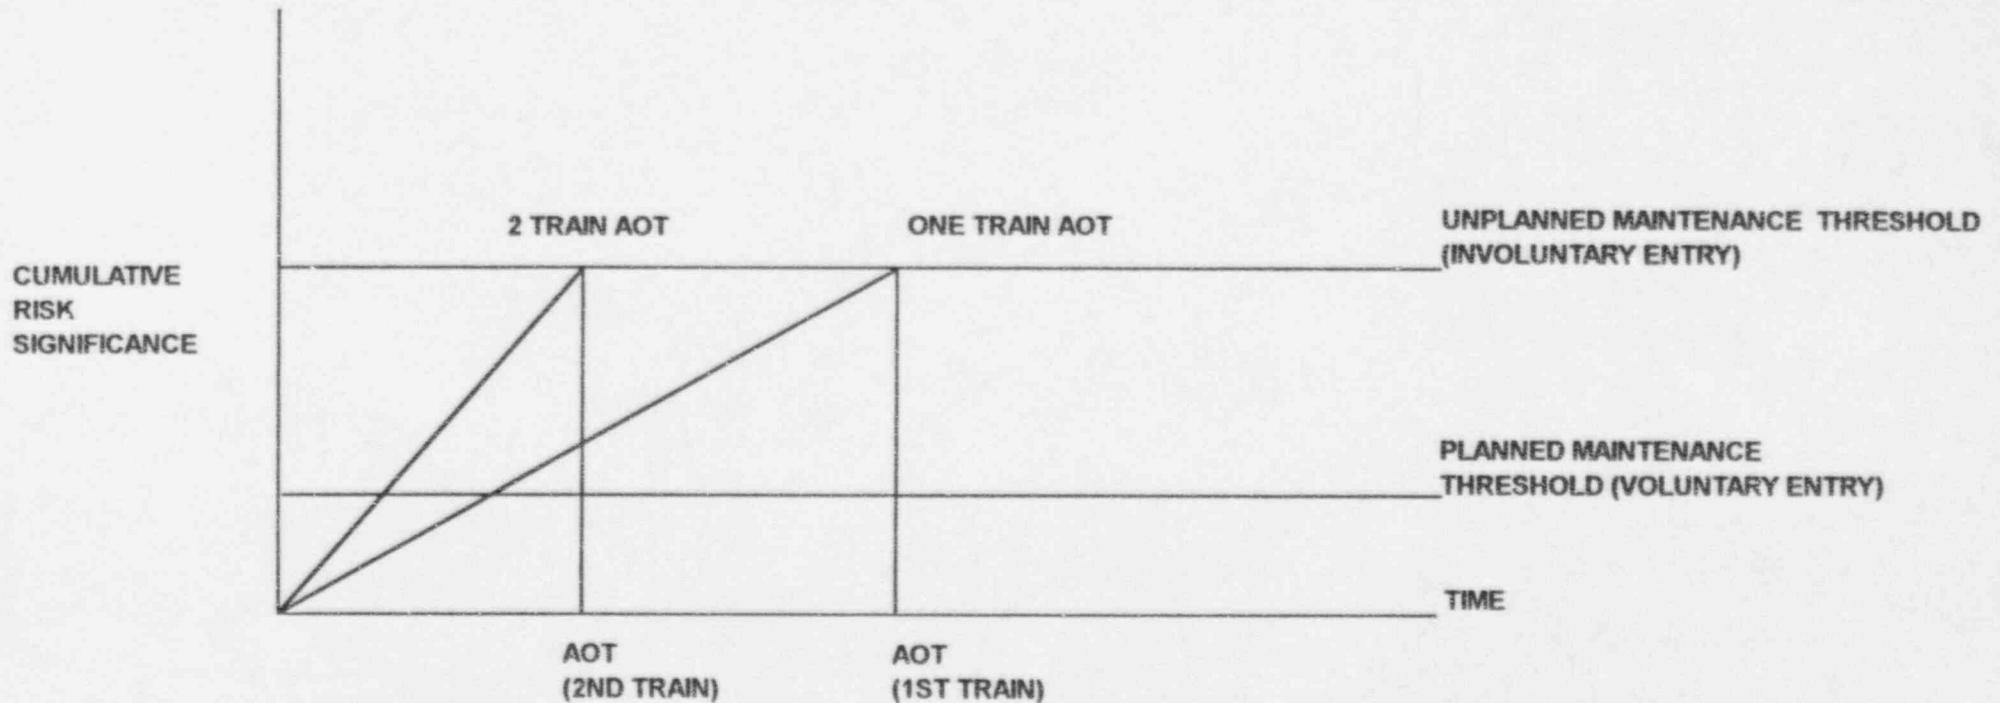 2 TRAIN AOT
ONE TRAIN AOT
UNPLANNED MAINTENANCE THRESHOLD
(INVOLUNTARY ENTRY)
CUMULATIVE
RISK
SIGNIFICANCE
PLANNED MAINTENANCE
THRESHOLD (VOLUNTARY ENTRY)
TIME
AOT
(2ND TRAIN)
AOT
(1ST TRAIN)